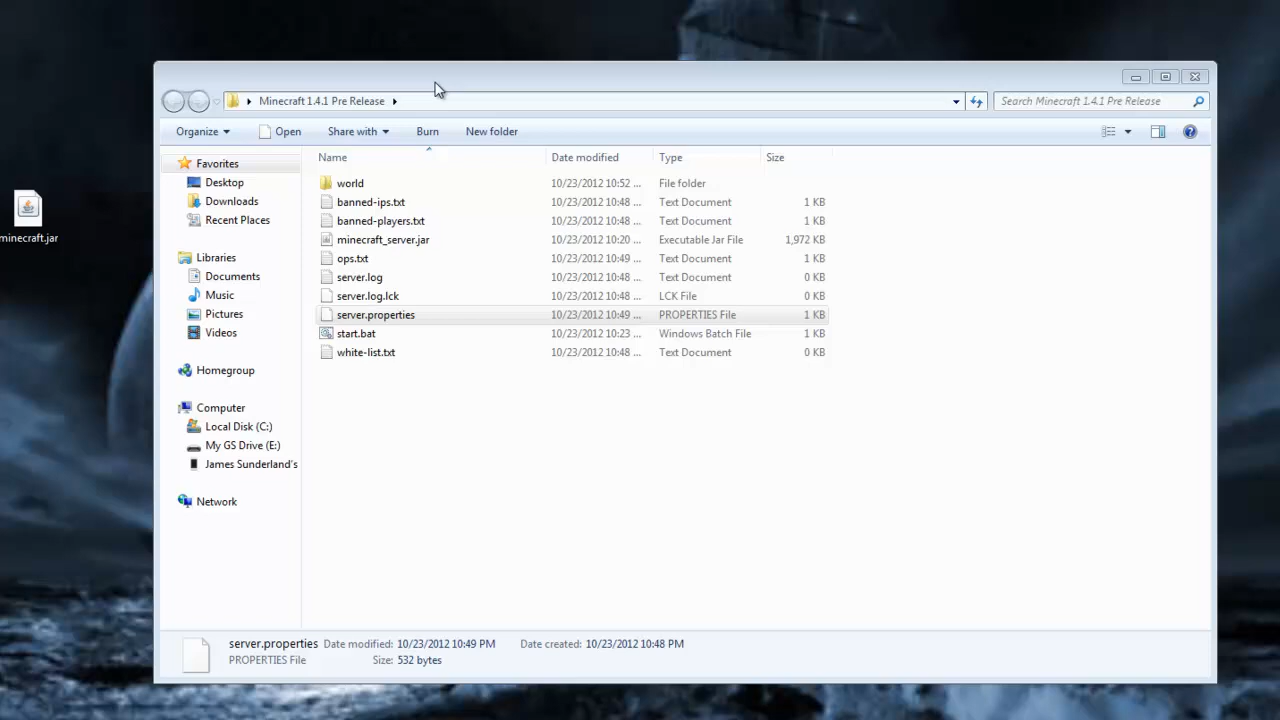 Minecraft 1.4.1 Pre Release
Search Minecraft 1.4.1 Pre Release
Organize Open Share with Burn New folder
Name Date modified Type Size
Favorites
Desktop
Downloads
Recent Places
Libraries
Documents
Music
Pictures
Videos
Homegroup
Computer
Local Disk (C:)
My GS Drive (E:)
James Sunderland's
Network
world 10/23/2012 10:52 ... File folder
banned-ips.txt 10/23/2012 10:48 ... Text Document 1 KB
banned-players.txt 10/23/2012 10:48 ... Text Document 1 KB
minecraft_server.jar 10/23/2012 10:20 ... Executable Jar File 1,972 KB
ops.txt 10/23/2012 10:49 ... Text Document 1 KB
server.log 10/23/2012 10:48 ... Text Document 0 KB
server.log.lck 10/23/2012 10:48 ... LCK File 0 KB
server.properties 10/23/2012 10:49 ... PROPERTIES File 1 KB
start.bat 10/23/2012 10:23 ... Windows Batch File 1 KB
white-list.txt 10/23/2012 10:48 ... Text Document 0 KB
minecraft.jar
server.properties Date modified: 10/23/2012 10:49 PM Date created: 10/23/2012 10:48 PM
PROPERTIES File Size: 532 bytes